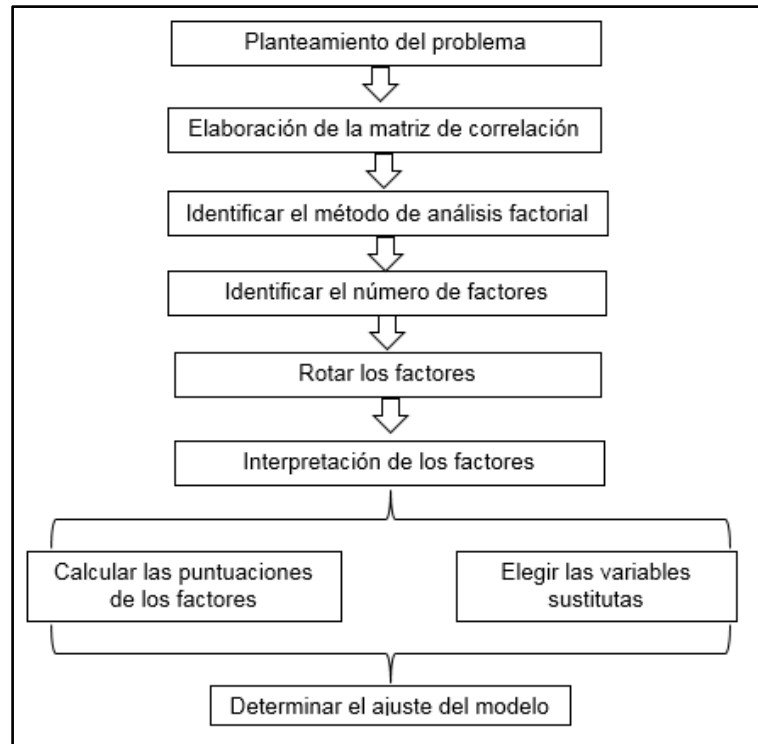 Planteamiento del problema
Elaboración de la matriz de correlación
Identificar el método de análisis factorial
Identificar el número de factores
Rotar los factores
Interpretación de los factores
Calcular las puntuaciones
de los factores
Elegir las variables
sustitutas
Determinar el ajuste del modelo